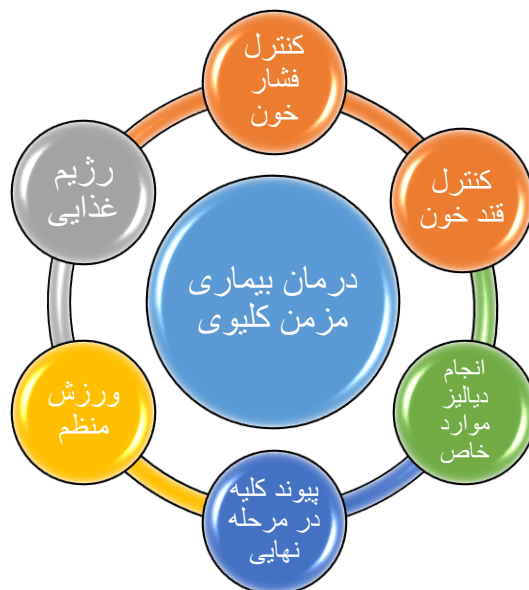 کنترل
فشار
خون
کنترل
قند خون
انجام
دیالیز
موارد
خاص
پیوند کلیه
در مرحله
نهایی
ورزش
منظم
رژیم
غذایی
درمان بیماری
مزمن کلیوی